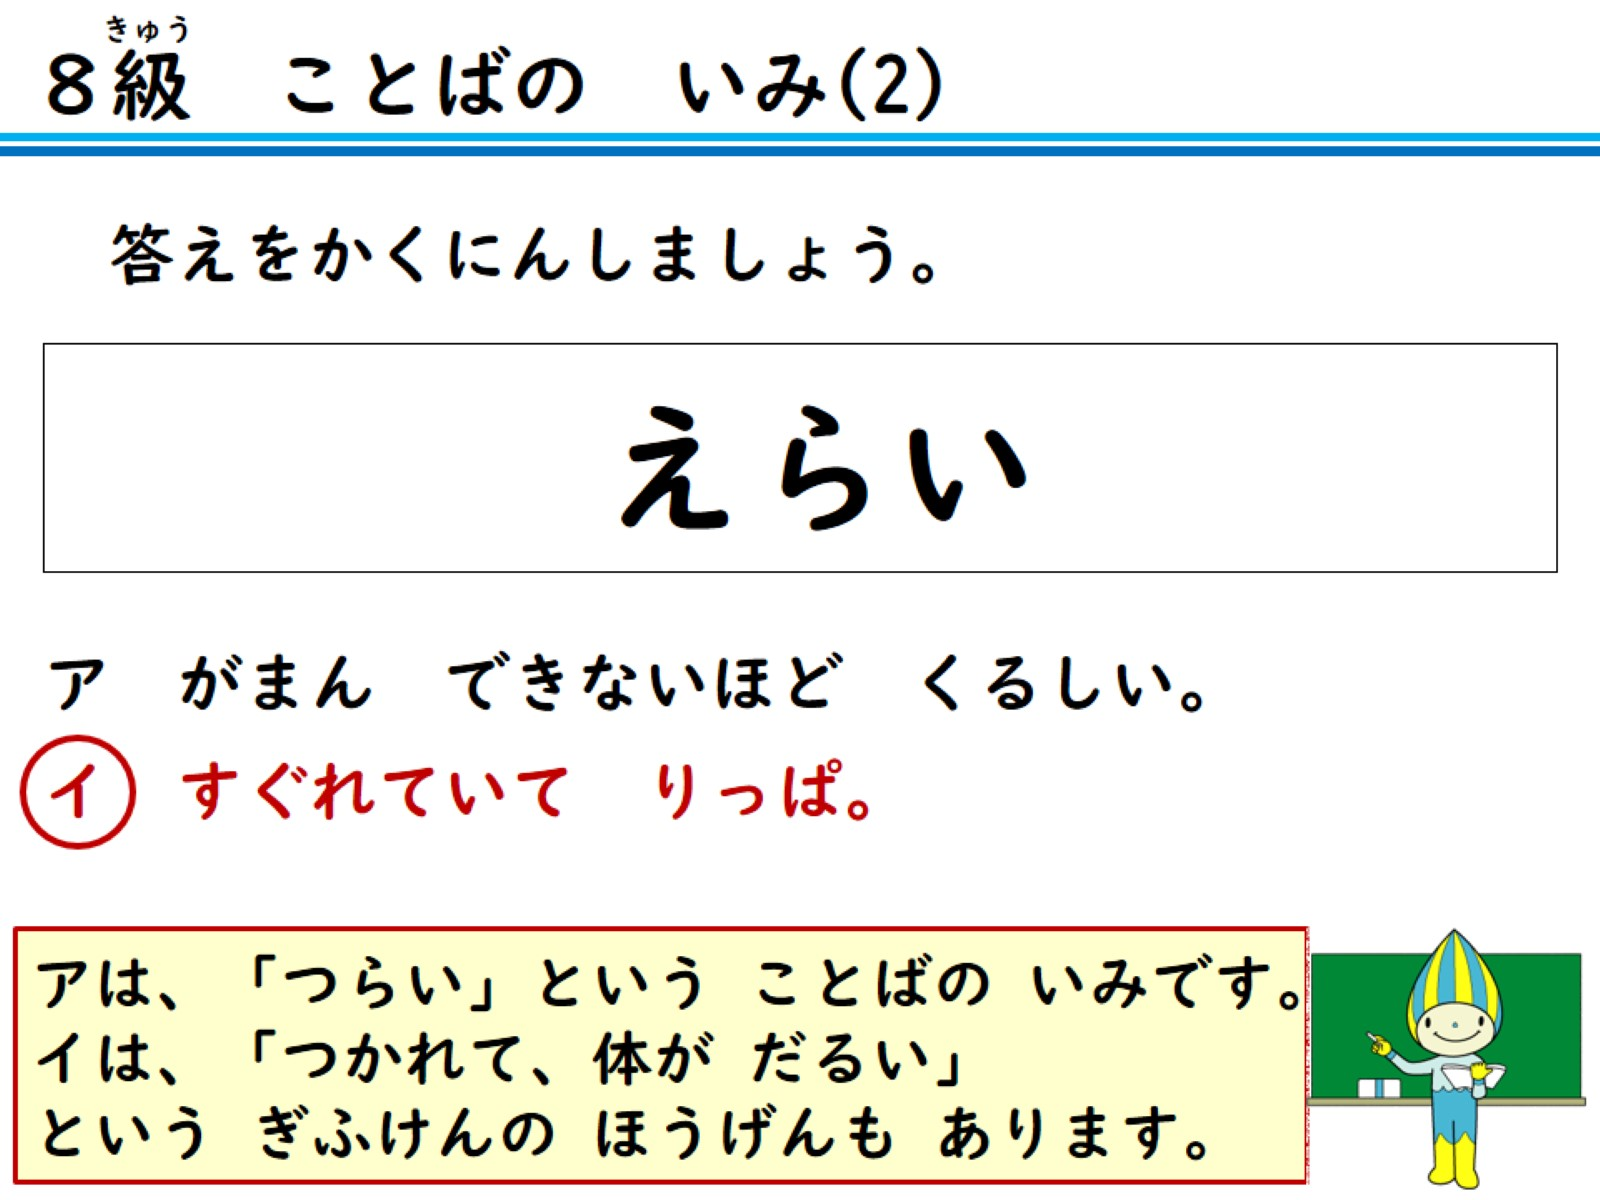 きゅう
８級　ことばの　いみ(2)
答えをかくにんしましょう。
えらい
ア　がまん　できないほど　くるしい。
イ　すぐれていて　りっぱ。
アは、「つらい」という ことばの いみです。
イは、「つかれて、体が だるい」
という ぎふけんの ほうげんも あります。